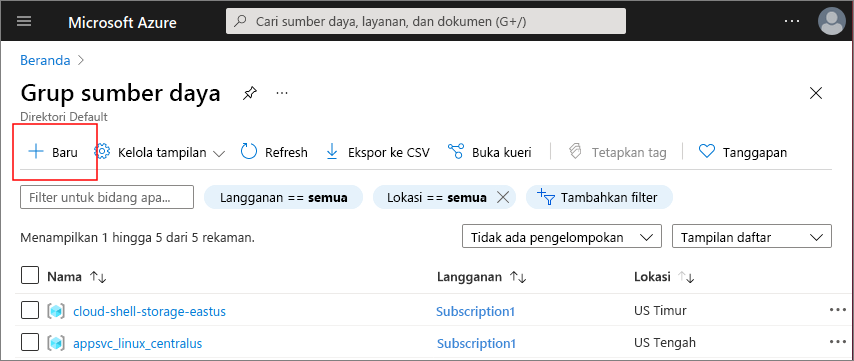 Microsoft Azure
Cari sumber daya, layanan, dan dokumen (G+/)
Beranda
Grup sumber daya
Direktori Default
Baru Kelola tampilan Refresh Ekspor ke CSV Buka kueri Tetapkan tag Tanggapan
Filter untuk bidang apa... Langganan == semua Lokasi == semua Tambahkan filter
Menampilkan 1 hingga 5 dari 5 rekaman. Tidak ada pengelompokan Tampilan daftar
Nama Langganan Lokasi
cloud-shell-storage-eastus Subscription1 US Timur
appsvc_linux_centralus Subscription1 US Tengah